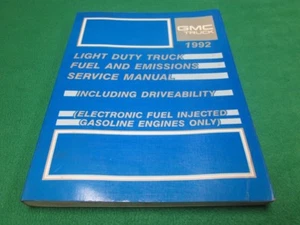 GMC
TRUCK
1992
LIGHT DUTY TRUCK
FUEL AND EMISSIONS
SERVICE MANUAL
INCLUDING DRIVEABILITY
(ELECTRONIC FUEL INJECTED
GASOLINE ENGINES ONLY)